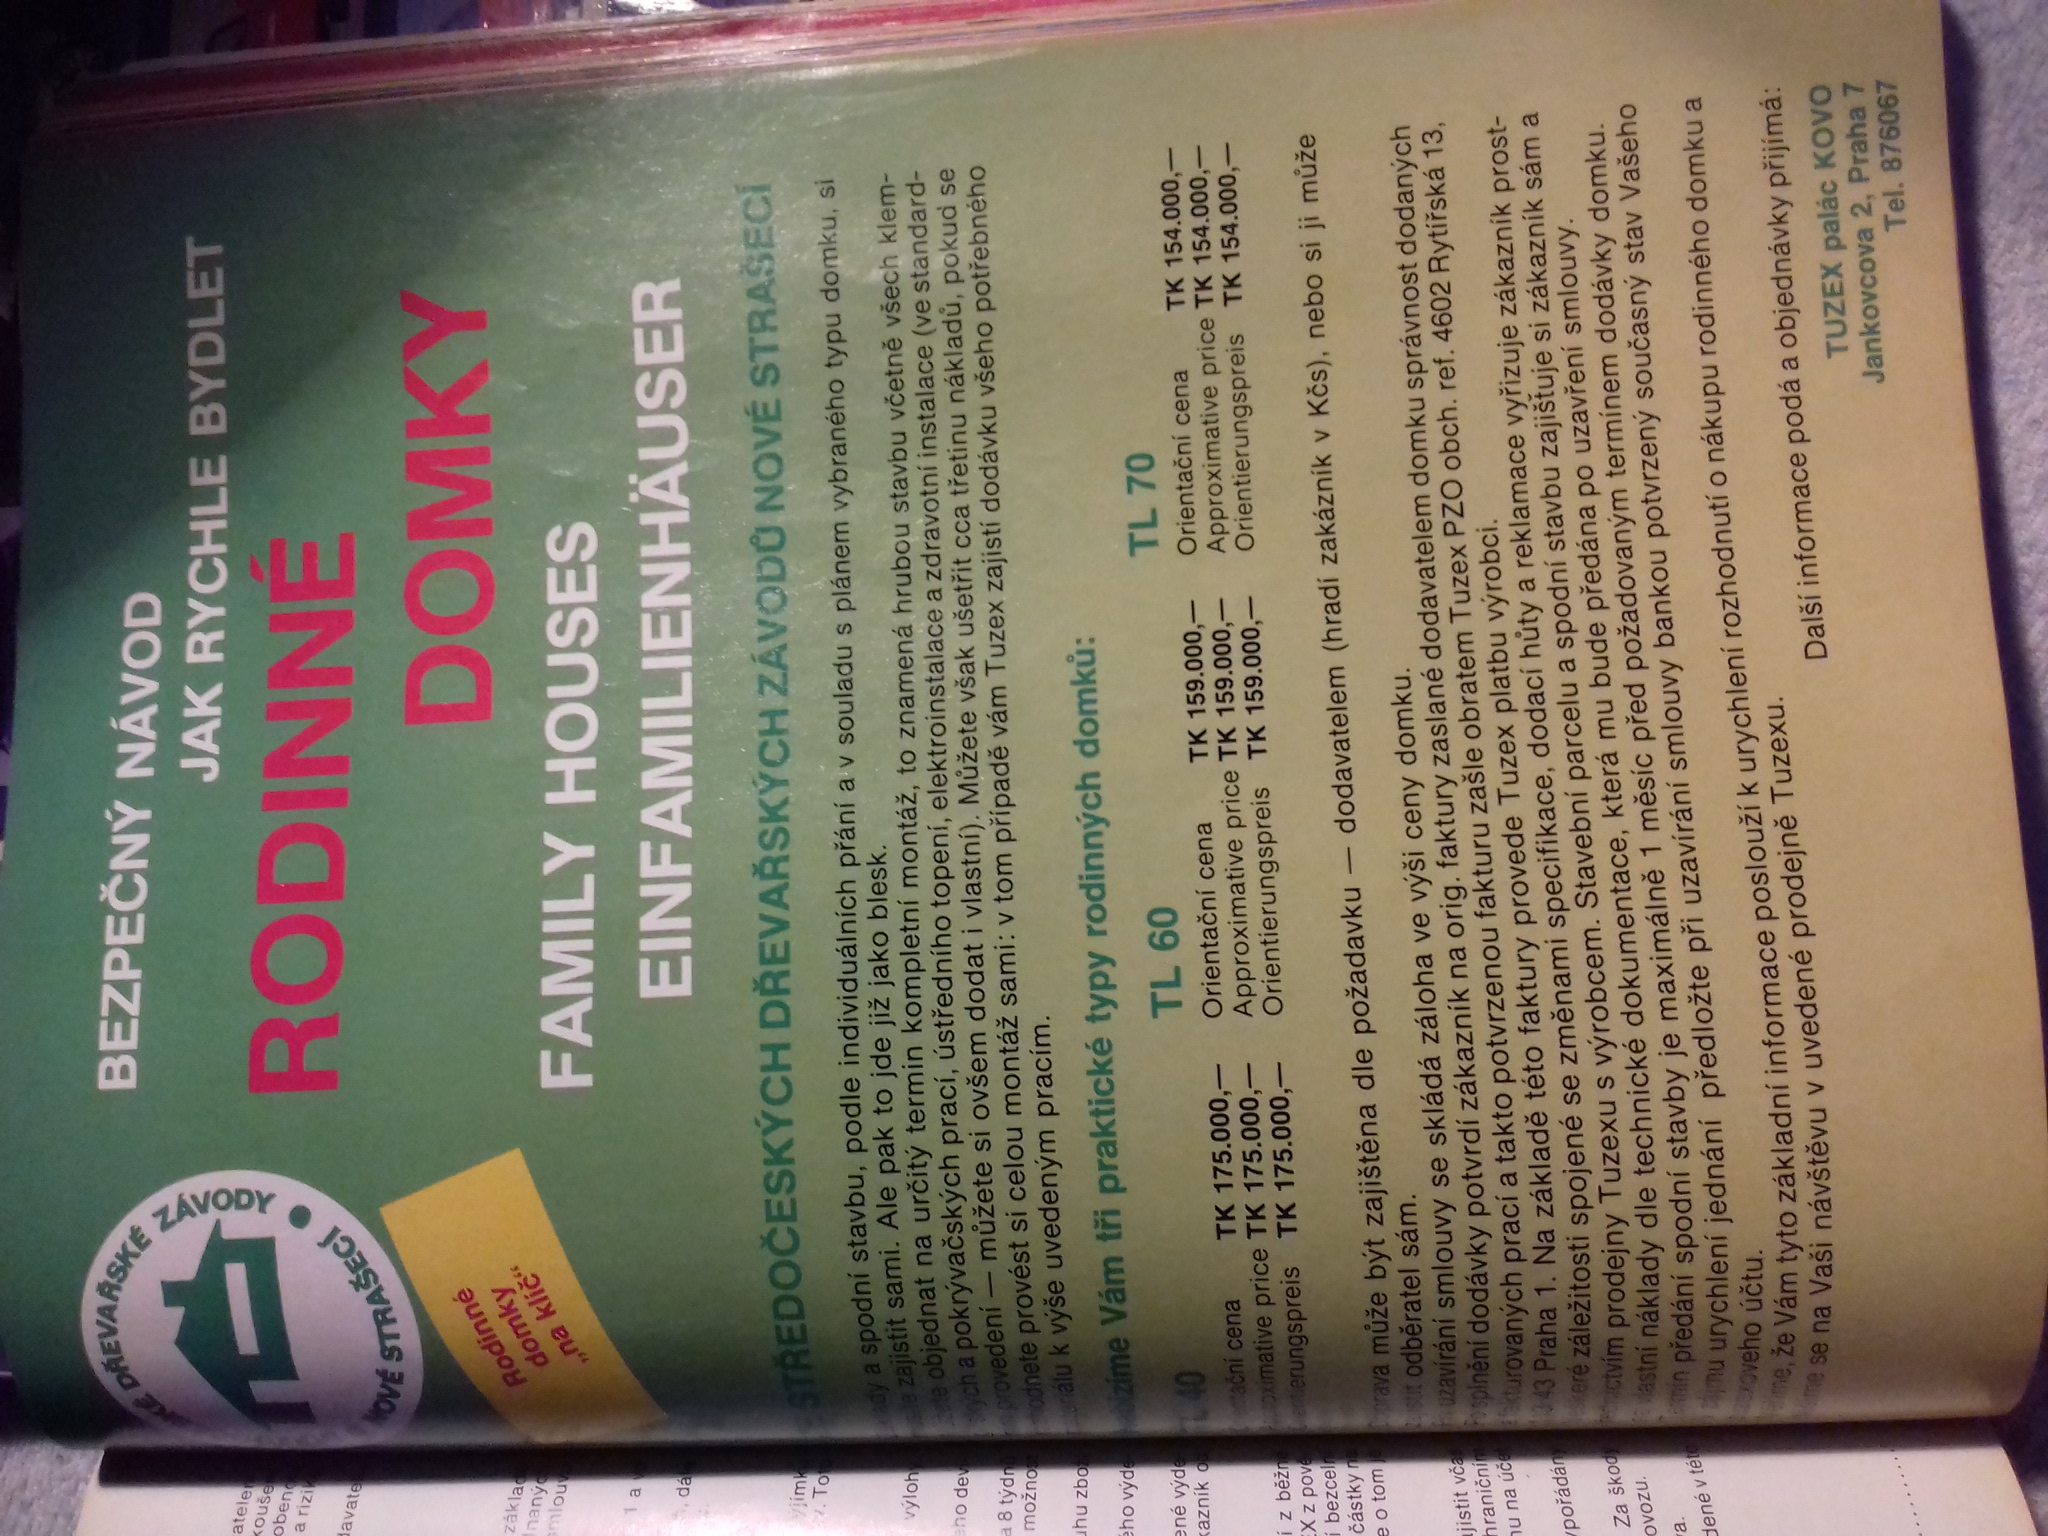 BEZPEČNÝ NÁVOD
JAK RYCHLE BYDLET
RODINNÉ
DOMKY
FAMILY HOUSES
EINFAMILIENHÄUSER
DŘEVAŘSKÉ ZÁVODY
NOVÉ STRAŠECÍ
Rodinné
domky
„na klíč“
STŘEDOČESKÝCH DŘEVAŘSKÝCH ZÁVODŮ NOVÉ STRAŠECÍ
a spodní stavbu, podle individuálních přání a v souladu s plánem vybraného typu domku, si
zajistit sami. Ale pak to jde již jako blesk.
objednat na určitý termín kompletní montáž, to znamená hrubou stavbu včetně všech klem-
a pokrývačských prací, ústředního topení, elektroinstalace a zdravotní instalace (ve standard-
provedení — můžete si ovšem dodat i vlastní). Můžete však ušetřit cca třetinu nákladů, pokud se
provést si celou montáž sami: v tom případě vám Tuzex zajistí dodávku všeho potřebného
k výše uvedeným pracím.
Vám tři praktické typy rodinných domků:
TL 40
cena TK 175.000,—
price TK 175.000,—
TK 175.000,—
TL 60
Orientační cena TK 159.000,—
Approximative price TK 159.000,—
Orientierungspreis TK 159.000,—
TL 70
Orientační cena TK 154.000,—
Approximative price TK 154.000,—
Orientierungspreis TK 154.000,—
může být zajištěna dle požadavku — dodavatelem (hradí zakázník v Kčs), nebo si ji může
odběratel sám.
uzavírání smlouvy se skládá záloha ve výši ceny domku.
splnění dodávky potvrdí zákazník na orig. faktury zaslané dodavatelem domku správnost dodaných
prací a takto potvrzenou fakturu zašle obratem Tuzex PZO obch. ref. 4602 Rytířská 13,
43 Praha 1. Na základě této faktury provede Tuzex platbu výrobci.
záležitosti spojené se změnami specifikace, dodací hůty a reklamace vyřizuje zákazník prost-
prodejny Tuzexu s výrobcem. Stavební parcelu a spodní stavbu zajišťuje si zákazník sám a
vlastní náklady dle technické dokumentace, která mu bude předána po uzavření smlouvy.
předání spodní stavby je maximálně 1 měsíc před požadovaným termínem dodávky domku.
urychlení jednání předložte při uzavírání smlouvy bankou potvrzený současný stav Vašeho
účtu.
že Vám tyto základní informace poslouží k urychlení rozhodnutí o nákupu rodinného domku a
se na Vaši návštěvu v uvedené prodejně Tuzexu.
Další informace podá a objednávky přijímá:
TUZEX palác KOVO
Jankovcova 2, Praha 7
Tel. 876067